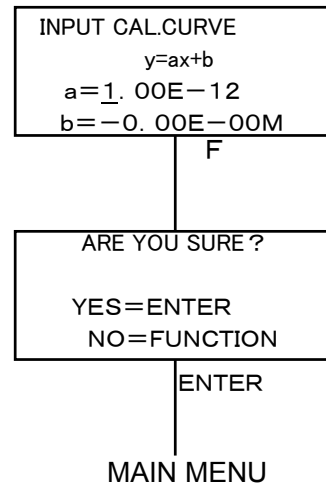 INPUT CAL.CURVE
y=ax+b
a＝1. 00E－12
b＝－0. 00E－00M
F
ARE YOU SURE？
YES＝ENTER
NO＝FUNCTION
ENTER
MAIN MENU